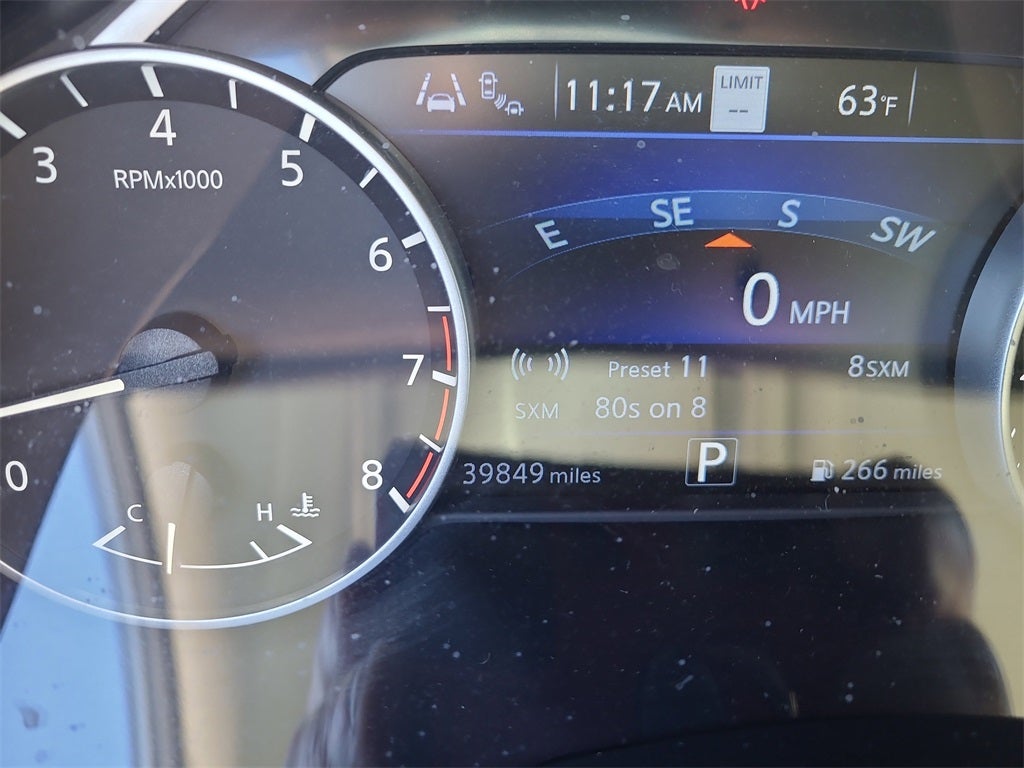 11:17 AM
LIMIT
--
63°F
3
4
5
6
7
8
0
RPMx1000
E SE S SW
0 MPH
Preset 11
8SXM
SXM
80s on 8
39849 miles
P
266 miles
C H